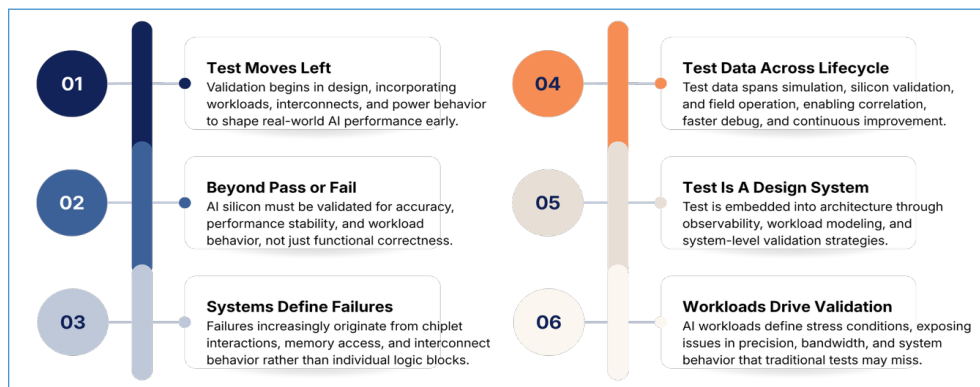 01
Test Moves Left
Validation begins in design, incorporating
workloads, interconnects, and power behavior
to shape real-world AI performance early.
02
Beyond Pass or Fail
AI silicon must be validated for accuracy,
performance stability, and workload
behavior, not just functional correctness.
03
Systems Define Failures
Failures increasingly originate from chiplet
interactions, memory access, and interconnect
behavior rather than individual logic blocks.
04
Test Data Across Lifecycle
Test data spans simulation, silicon validation,
and field operation, enabling correlation,
faster debug, and continuous improvement.
05
Test Is A Design System
Test is embedded into architecture through
observability, workload modeling, and
system-level validation strategies.
06
Workloads Drive Validation
AI workloads define stress conditions, exposing
issues in precision, bandwidth, and system
behavior that traditional tests may miss.